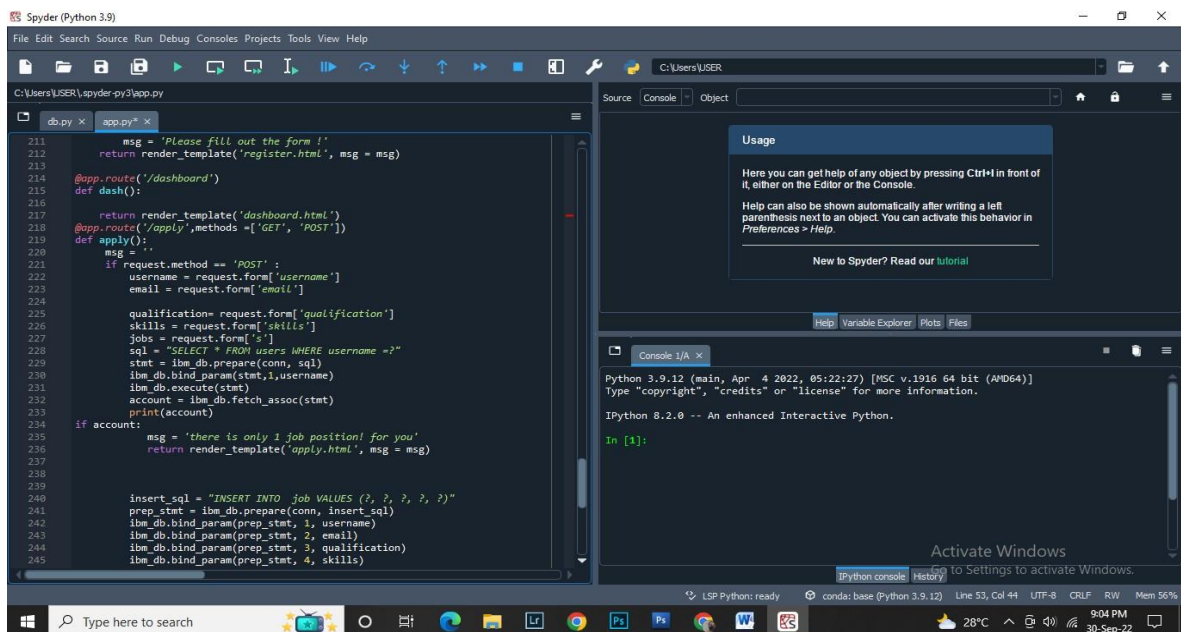 Spyder (Python 3.9)
File Edit Search Source Run Debug Consoles Projects Tools View Help
C:\Users\USER
C:\Users\USER\.spyder-py3\app.py
db.py
app.py*
211 msg = 'Please fill out the form !'
212 return render_template('register.html', msg = msg)
213
214 @app.route('/dashboard')
215 def dash():
216
217 return render_template('dashboard.html')
218 @app.route('/apply',methods =['GET', 'POST'])
219 def apply():
220 msg = ''
221 if request.method == 'POST' :
222 username = request.form['username']
223 email = request.form['email']
224
225 qualification= request.form['qualification']
226 skills = request.form['skills']
227 jobs = request.form['s']
228 sql = "SELECT * FROM users WHERE username =?"
229 stmt = ibm_db.prepare(conn, sql)
230 ibm_db.bind_param(stmt,1,username)
231 ibm_db.execute(stmt)
232 account = ibm_db.fetch_assoc(stmt)
233 print(account)
234 if account:
235 msg = 'there is only 1 job position! for you'
236 return render_template('apply.html', msg = msg)
237
238
239
240 insert_sql = "INSERT INTO  job VALUES (?, ?, ?, ?, ?)"
241 prep_stmt = ibm_db.prepare(conn, insert_sql)
242 ibm_db.bind_param(prep_stmt, 1, username)
243 ibm_db.bind_param(prep_stmt, 2, email)
244 ibm_db.bind_param(prep_stmt, 3, qualification)
245 ibm_db.bind_param(prep_stmt, 4, skills)
Source Console Object
Usage
Here you can get help of any object by pressing Ctrl+I in front of
it, either on the Editor or the Console.
Help can also be shown automatically after writing a left
parenthesis next to an object. You can activate this behavior in
Preferences > Help.
New to Spyder? Read our tutorial
Help Variable Explorer Plots Files
Console 1/A
Python 3.9.12 (main, Apr  4 2022, 05:22:27) [MSC v.1916 64 bit (AMD64)]
Type "copyright", "credits" or "license" for more information.
IPython 8.2.0 -- An enhanced Interactive Python.
In [1]:
Activate Windows
Go to Settings to activate Windows.
IPython console History
LSP Python: ready conda: base (Python 3.9.12) Line 53, Col 44 UTF-8 CRLF RW Mem 56%
Type here to search
Lr
Ps
Ps
W
28°C
9:04 PM
30-Sep-22